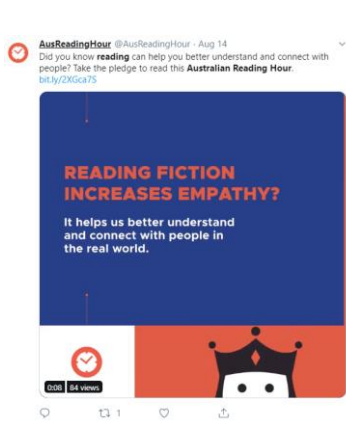 AusReadingHour @AusReadingHour · Aug 14
Did you know reading can help you better understand and connect with
people? Take the pledge to read this Australian Reading Hour.
bit.ly/2XGca7S
READING FICTION
INCREASES EMPATHY?
It helps us better understand
and connect with people in
the real world.
0:08 84 views
1